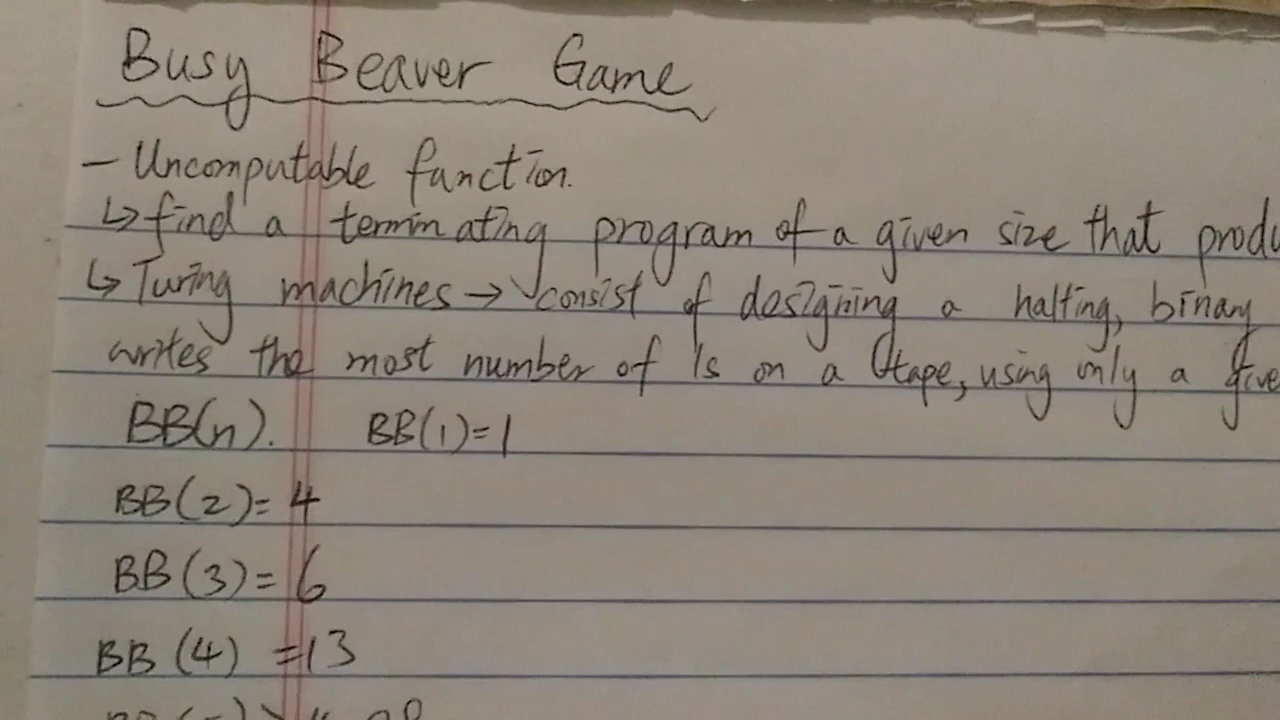 Busy Beaver Game
- Uncomputable function.
↳ find a terminating program of a given size that produ
↳ Turing machines → consist of designing a halting, binary
writes the most number of 1s on a tape, using only a give
BB(n). BB(1)=1
BB(2)=4
BB(3)=6
BB(4)=13